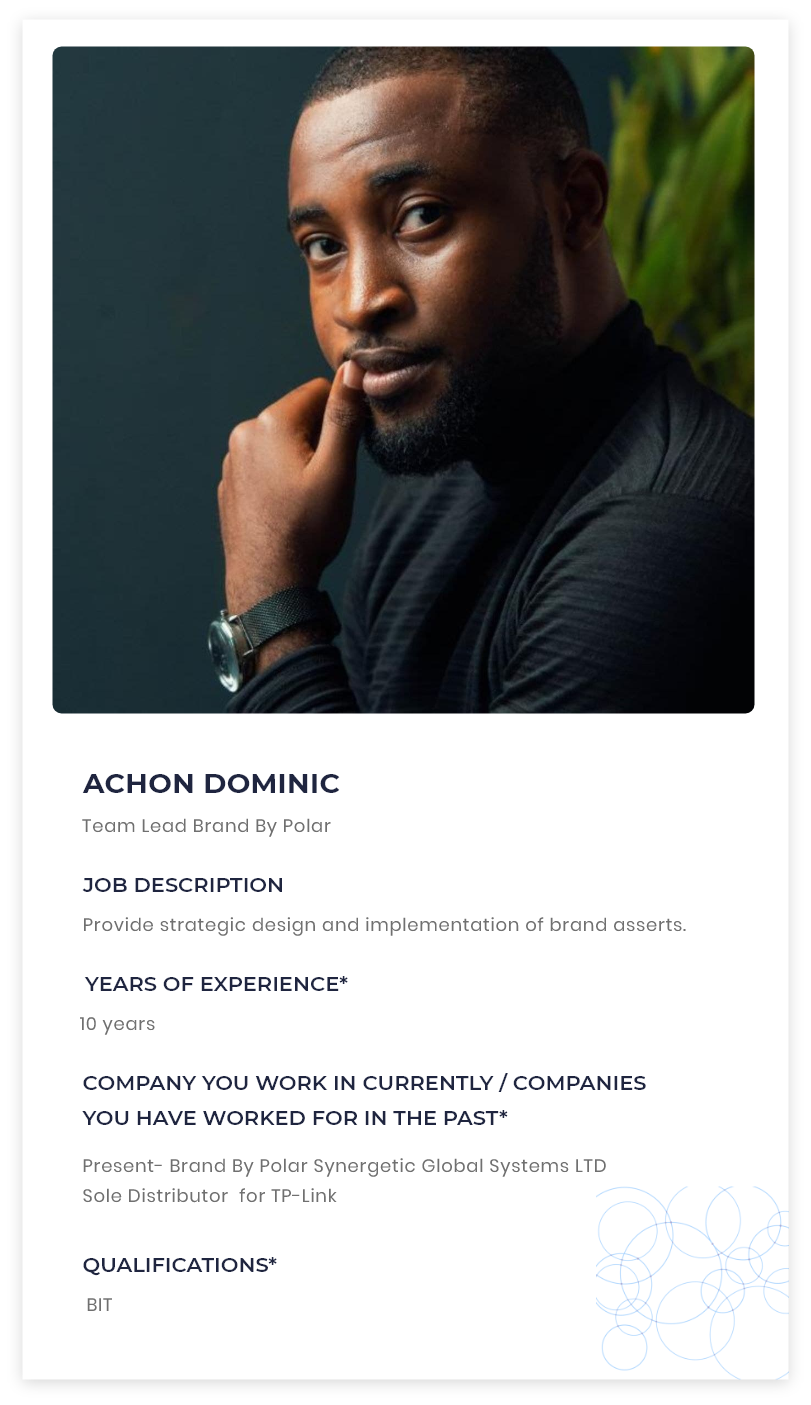 ACHON DOMINIC
Team Lead Brand By Polar
JOB DESCRIPTION
Provide strategic design and implementation of brand asserts.
YEARS OF EXPERIENCE*
10 years
COMPANY YOU WORK IN CURRENTLY / COMPANIES
YOU HAVE WORKED FOR IN THE PAST*
Present- Brand By Polar Synergetic Global Systems LTD
Sole Distributor  for TP-Link
QUALIFICATIONS*
BIT